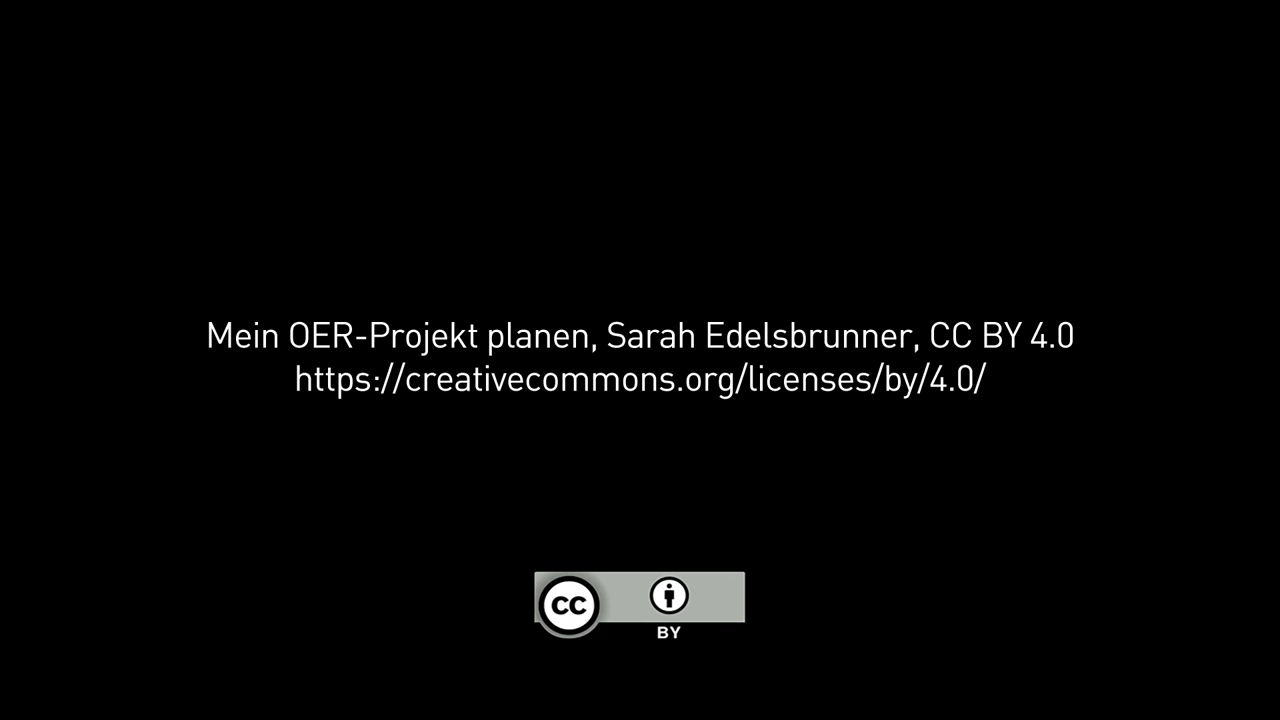 Mein OER-Projekt planen, Sarah Edelsbrunner, CC BY 4.0
https://creativecommons.org/licenses/by/4.0/
CC
BY